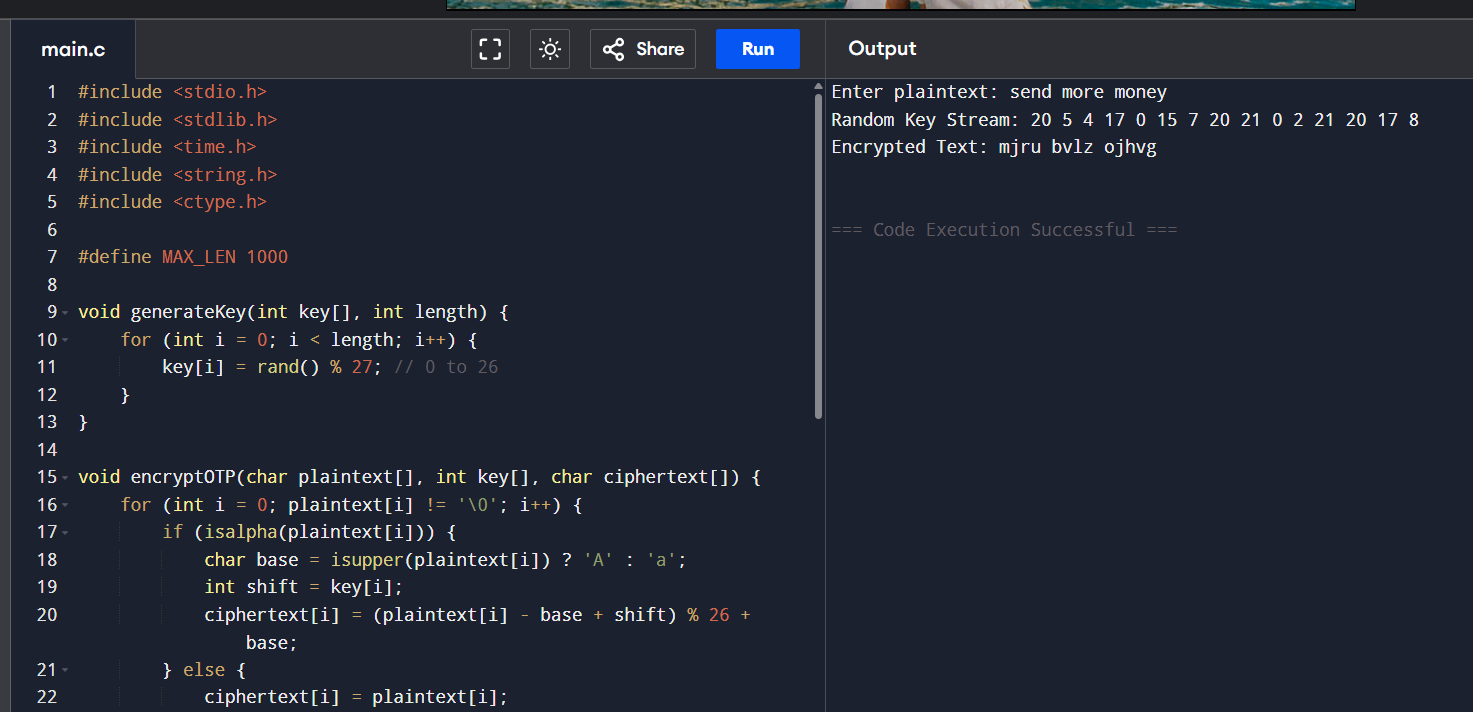 main.c
Share
Run
Output
1 #include <stdio.h>
2 #include <stdlib.h>
3 #include <time.h>
4 #include <string.h>
5 #include <ctype.h>
6
7 #define MAX_LEN 1000
8
9 void generateKey(int key[], int length) {
10     for (int i = 0; i < length; i++) {
11         key[i] = rand() % 27; // 0 to 26
12     }
13 }
14
15 void encryptOTP(char plaintext[], int key[], char ciphertext[]) {
16     for (int i = 0; plaintext[i] != '\0'; i++) {
17         if (isalpha(plaintext[i])) {
18             char base = isupper(plaintext[i]) ? 'A' : 'a';
19             int shift = key[i];
20             ciphertext[i] = (plaintext[i] - base + shift) % 26 +
                base;
21         } else {
22             ciphertext[i] = plaintext[i];
Enter plaintext: send more money
Random Key Stream: 20 5 4 17 0 15 7 20 21 0 2 21 20 17 8
Encrypted Text: mjru bvlz ojhvg
=== Code Execution Successful ===